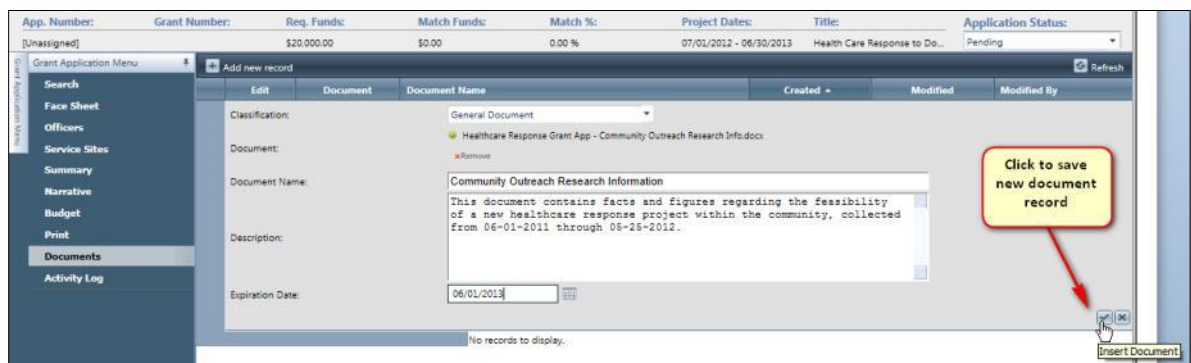 App. Number: Grant Number: Req. Funds: Match Funds: Match %: Project Dates: Title: Application Status:
[Unassigned] $20,000.00 $0.00 0.00 % 07/01/2012 - 06/30/2013 Health Care Response to Do... Pending
Grant Application Menu
Grant Application Menu
Search
Face Sheet
Officers
Service Sites
Summary
Narrative
Budget
Print
Documents
Activity Log
Add new record Refresh
Edit Document Document Name Created Modified Modified By
Classification: General Document
Document: Healthcare Response Grant App - Community Outreach Research Info.docx
Remove
Document Name: Community Outreach Research Information
Description: This document contains facts and figures regarding the feasibility
of a new healthcare response project within the community, collected
from 06-01-2011 through 05-25-2012.
Expiration Date: 06/01/2013
No records to display.
Click to save
new document
record
Insert Document